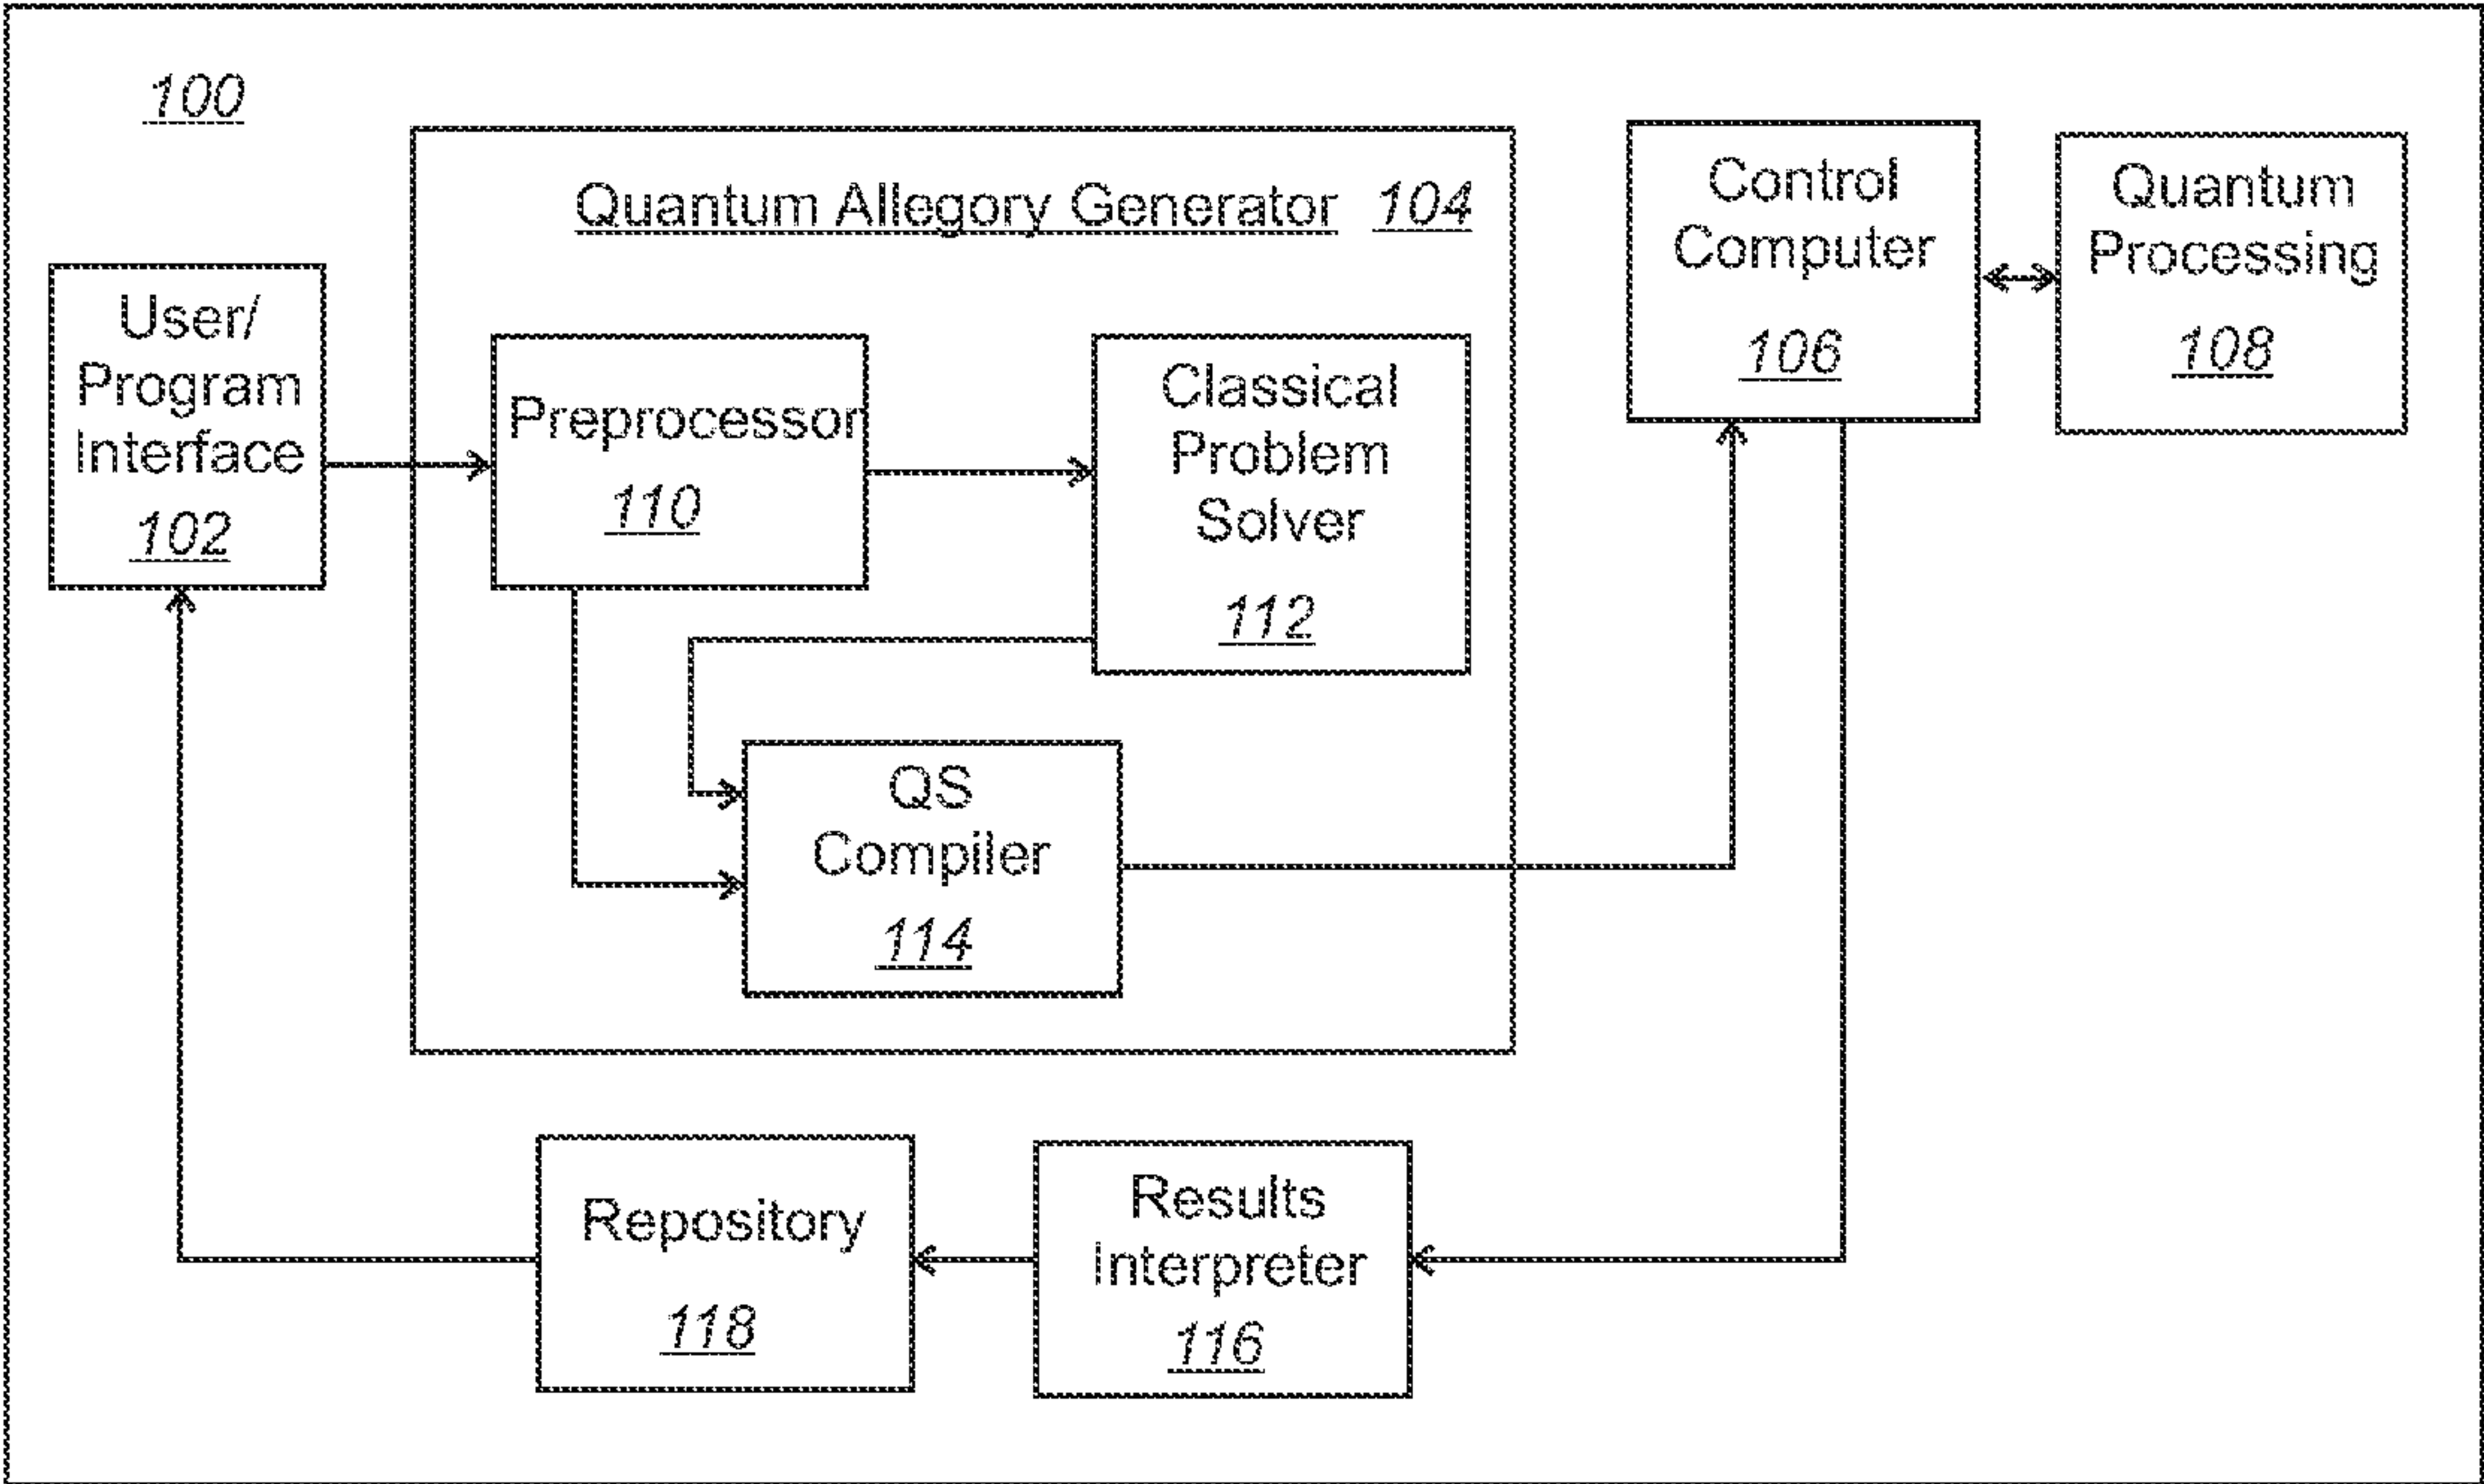 100
Quantum Allegory Generator 104
User/
Program
Interface
102
Preprocessor
110
Classical
Problem
Solver
112
QS
Compiler
114
Control
Computer
106
Quantum
Processing
108
Repository
118
Results
Interpreter
116